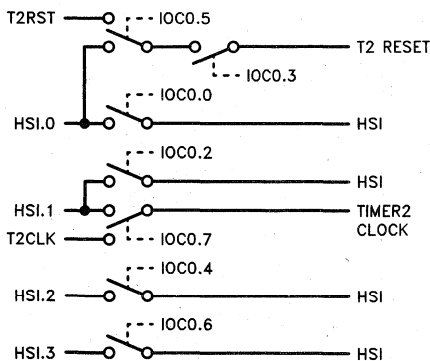 T2RST
IOC0.5
T2 RESET
IOC0.3
IOC0.0
HSI.0
HSI
IOC0.2
HSI
HSI.1
TIMER2
CLOCK
T2CLK
IOC0.7
IOC0.4
HSI.2
HSI
IOC0.6
HSI.3
HSI